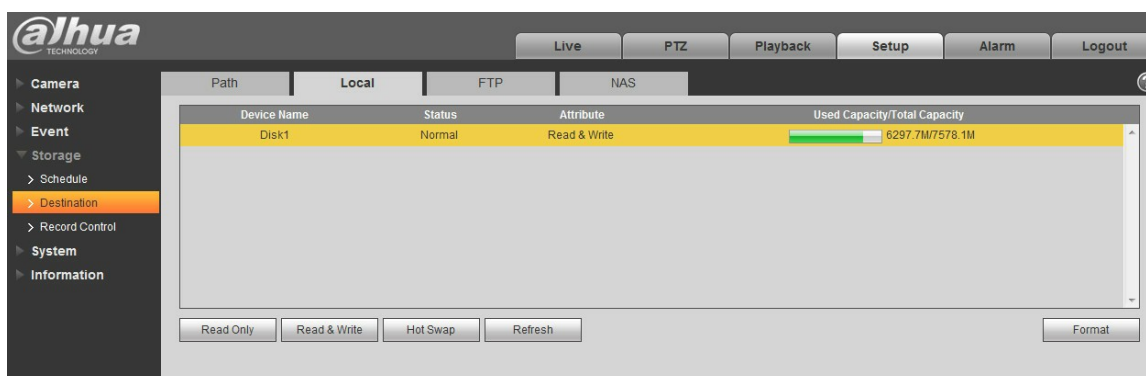 alhua
TECHNOLOGY
Live PTZ Playback Setup Alarm Logout
Camera
Network
Event
Storage
Schedule
Destination
Record Control
System
Information
Path Local FTP NAS
Device Name Status Attribute Used Capacity/Total Capacity
Disk1 Normal Read & Write 6297.7M/7578.1M
Read Only Read & Write Hot Swap Refresh Format